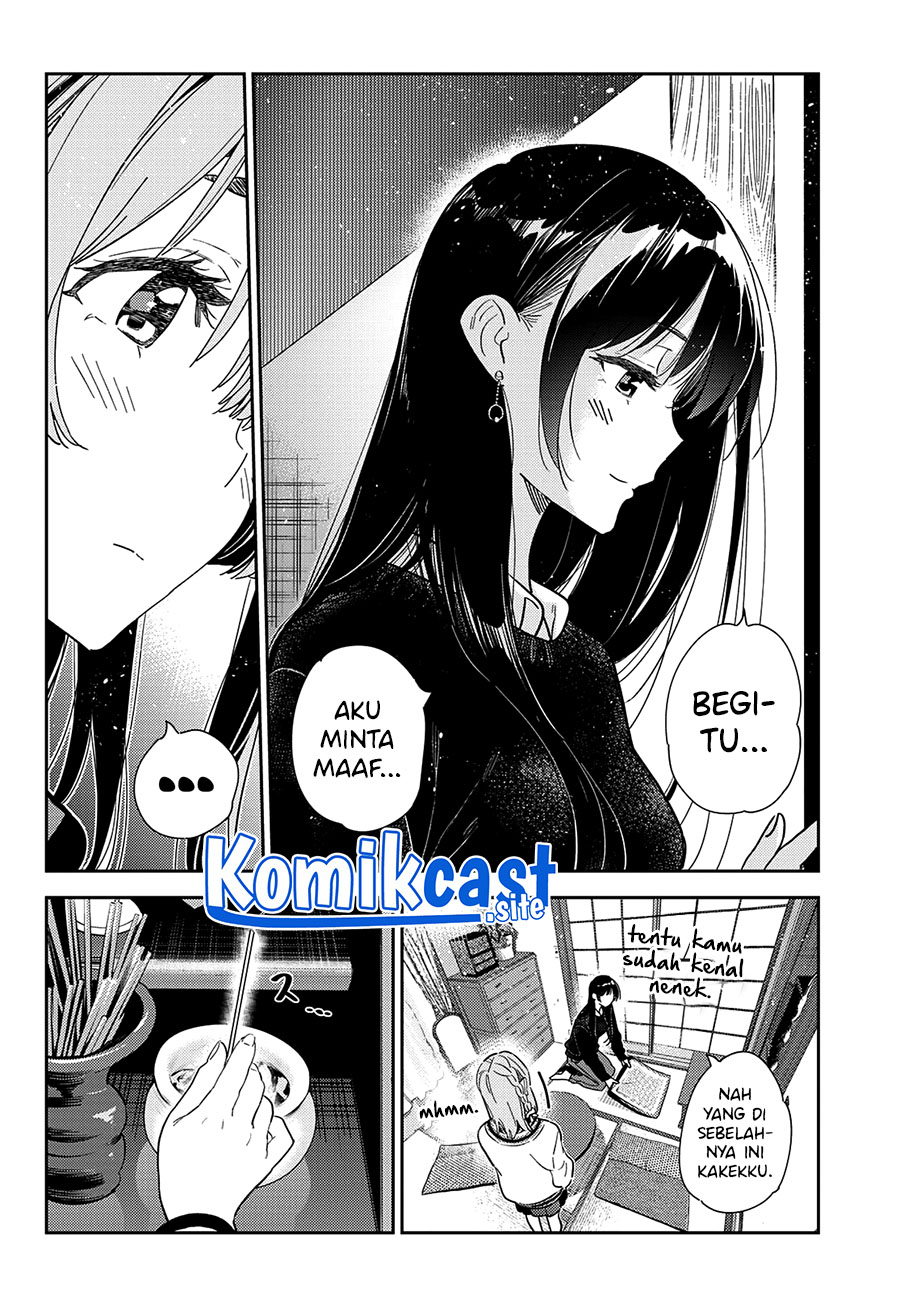 BEGI-
TU...
AKU
MINTA
MAAF...
...
Komikcast
.site
tentu kamu
sudah kenal
nenek.
NAH
YANG DI
SEBELAH-
NYA INI
KAKEKKU.
mhmm.
ス...